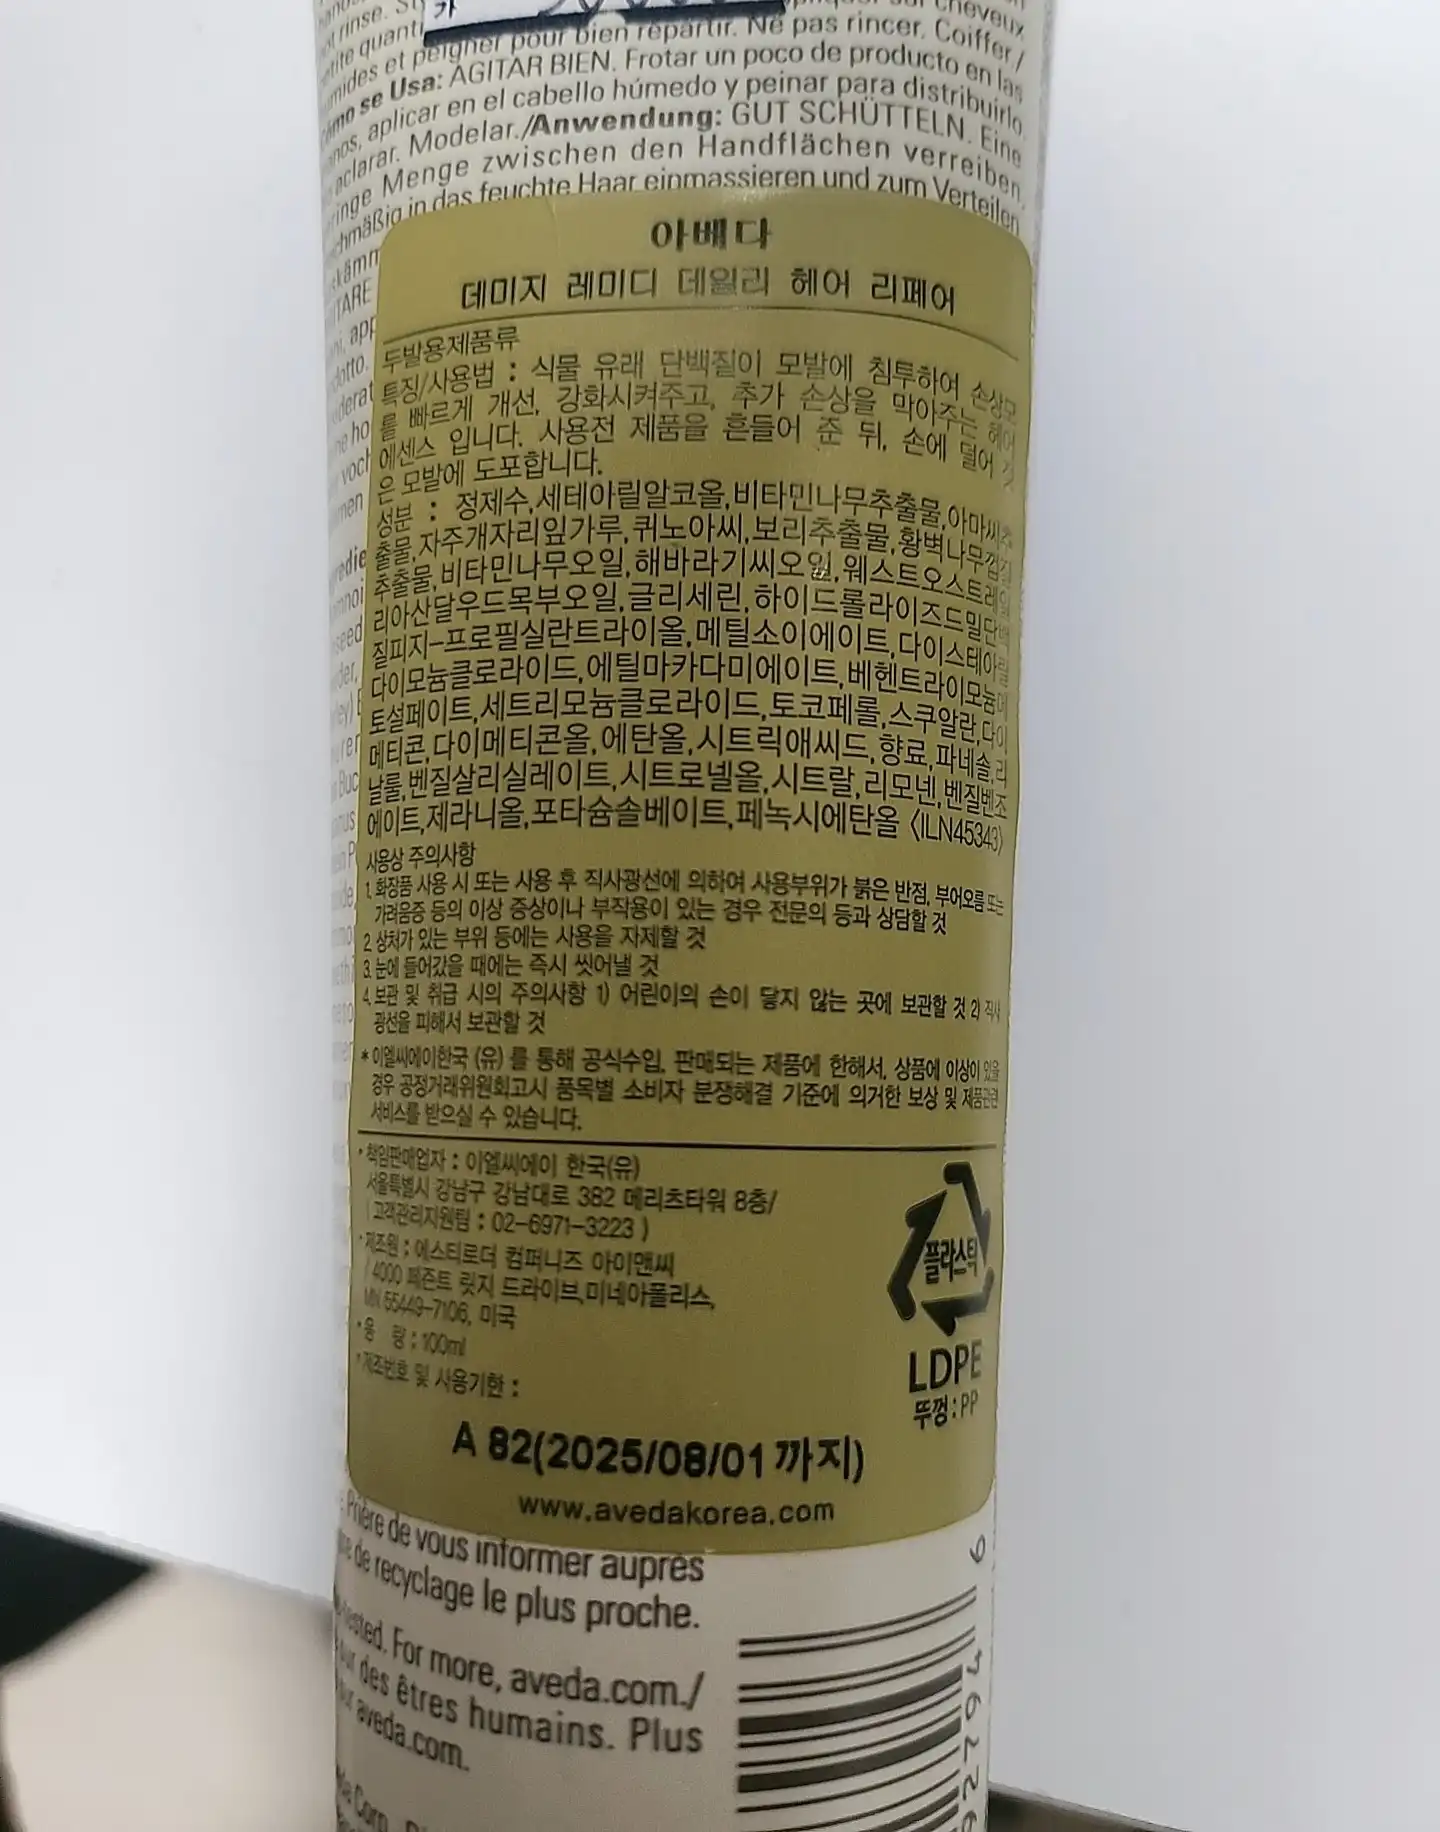 not rinse.
pour bien répartir. Ne pas rincer. Coiffer./
Cómo se Usa: AGITAR BIEN. Frotar un poco de producto en las
aplicar en el cabello húmedo y peinar para distribuirlo.
aclarar. Modelar./Anwendung: GUT SCHÜTTELN. Eine
Menge zwischen den Handflächen verreiben,
in das feuchte Haar einmassieren und zum Verteilen
아베다
데미지 레미디 데일리 헤어 리페어
두발용제품류
특징/사용법 : 식물 유래 단백질이 모발에 침투하여 손상모
를 빠르게 개선, 강화시켜주고, 추가 손상을 막아주는 헤어
에센스 입니다. 사용전 제품을 흔들어 준 뒤, 손에 덜어 젖
은 모발에 도포합니다.
성분 : 정제수,세테아릴알코올,비타민나무추출물,아마씨추
출물,자주개자리잎가루,퀴노아씨,보리추출물,황벽나무껍질
추출물,비타민나무오일,해바라기씨오일,웨스트오스트레일
리아산달우드목부오일,글리세린,하이드롤라이즈드밀단백
질피지-프로필실란트라이올,메틸소이에이트,다이스테아릴
다이모늄클로라이드,에틸마카다미에이트,베헨트라이모늄메
토설페이트,세트리모늄클로라이드,토코페롤,스쿠알란,다이
메티콘,다이메티콘올,에탄올,시트릭애씨드,향료,파네솔,리
날룰,벤질살리실레이트,시트로넬올,시트랄,리모넨,벤질벤조
에이트,제라니올,포타슘솔베이트,페녹시에탄올 <ILN45343>
사용상 주의사항
1. 화장품 사용 시 또는 사용 후 직사광선에 의하여 사용부위가 붉은 반점, 부어오름 또는
가려움증 등의 이상 증상이나 부작용이 있는 경우 전문의 등과 상담할 것
2. 상처가 있는 부위 등에는 사용을 자제할 것
3. 눈에 들어갔을 때에는 즉시 씻어낼 것
4. 보관 및 취급 시의 주의사항 1) 어린이의 손이 닿지 않는 곳에 보관할 것 2) 직사
광선을 피해서 보관할 것
* 이엘씨에이한국 (유) 를 통해 공식수입, 판매되는 제품에 한해서, 상품에 이상이 있을
경우 공정거래위원회고시 품목별 소비자 분쟁해결 기준에 의거한 보상 및 제품관련
서비스를 받으실 수 있습니다.
• 책임판매업자 : 이엘씨에이 한국(유)
서울특별시 강남구 강남대로 382 메리츠타워 8층/
( 고객관리지원팀 : 02-6971-3223 )
• 제조원 : 에스티로더 컴퍼니즈 아이앤씨
/ 4000 페즌트 릿지 드라이브,미네아폴리스,
MN 55449-7106, 미국
• 용 량 : 100ml
• 제조번호 및 사용기한 :
플라스틱
LDPE
뚜껑 : PP
A 82(2025/08/01 까지)
www.avedakorea.com
Prière de vous informer auprès
de recyclage le plus proche.
For more, aveda.com./
sur des êtres humains. Plus
aveda.com.
Corp.